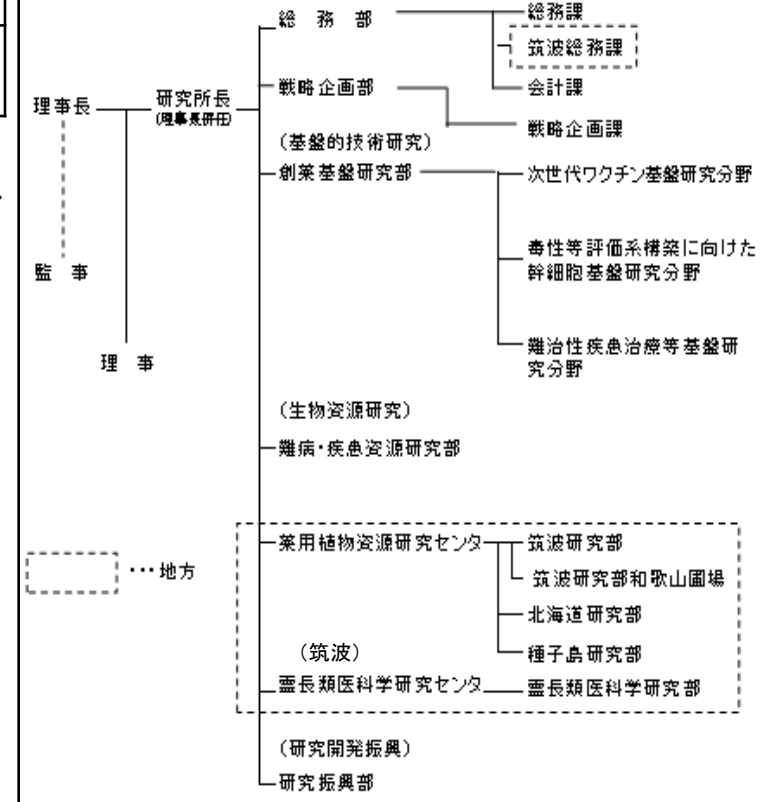 総　務　部
総務課
筑波総務課
会計課
理事長
研究所長
(理事長併任)
戦略企画部
戦略企画課
(基盤的技術研究)
創薬基盤研究部
次世代ワクチン基盤研究分野
毒性等評価系構築に向けた
幹細胞基盤研究分野
監　事
難治性疾患治療等基盤研
究分野
理　事
(生物資源研究)
難病・疾患資源研究部
薬用植物資源研究センタ
筑波研究部
筑波研究部和歌山圃場
…地方
北海道研究部
種子島研究部
（筑波）
霊長類医科学研究センタ
霊長類医科学研究部
(研究開発振興)
研究振興部